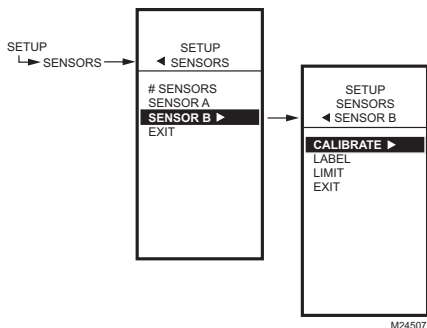 SETUP
SENSORS
SETUP
◀ SENSORS
# SENSORS
SENSOR A
SENSOR B ▶
EXIT
SETUP
SENSORS
◀ SENSOR B
CALIBRATE ▶
LABEL
LIMIT
EXIT
M24507